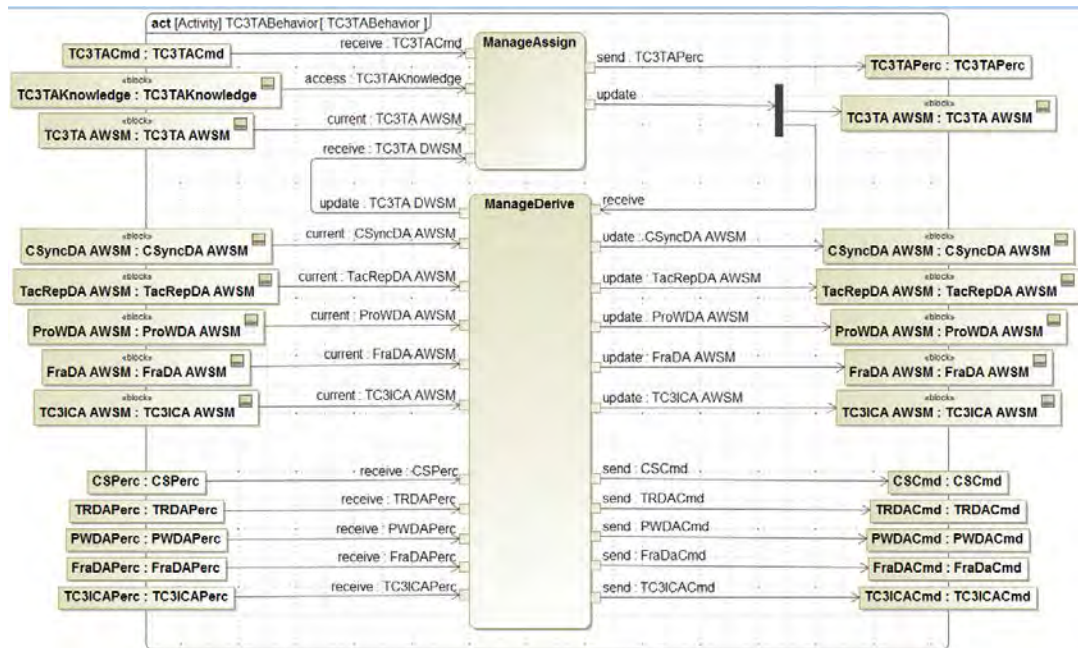 act [Activity] TC3TABehavior[ TC3TABehavior ]
TC3TACmd : TC3TACmd
receive : TC3TACmd
ManageAssign
send : TC3TAPerc
TC3TAPerc : TC3TAPerc
«block»
TC3TAKnowledge : TC3TAKnowledge
access : TC3TAKnowledge
update
«block»
TC3TA AWSM : TC3TA AWSM
«block»
TC3TA AWSM : TC3TA AWSM
current : TC3TA AWSM
receive : TC3TA DWSM
update : TC3TA DWSM
ManageDerive
receive
«block»
CSyncDA AWSM : CSyncDA AWSM
current : CSyncDA AWSM
udate : CSyncDA AWSM
«block»
CSyncDA AWSM : CSyncDA AWSM
«block»
TacRepDA AWSM : TacRepDA AWSM
current : TacRepDA AWSM
update : TacRepDA AWSM
«block»
TacRepDA AWSM : TacRepDA AWSM
«block»
ProWDA AWSM : ProWDA AWSM
current : ProWDA AWSM
update : ProWDA AWSM
«block»
ProWDA AWSM : ProWDA AWSM
«block»
FraDA AWSM : FraDA AWSM
current : FraDA AWSM
update : FraDA AWSM
«block»
FraDA AWSM : FraDA AWSM
«block»
TC3ICA AWSM : TC3ICA AWSM
current : TC3ICA AWSM
update : TC3ICA AWSM
«block»
TC3ICA AWSM : TC3ICA AWSM
CSPerc : CSPerc
receive : CSPerc
send : CSCmd
CSCmd : CSCmd
TRDAPerc : TRDAPerc
receive : TRDAPerc
send : TRDACmd
TRDACmd : TRDACmd
PWDAPerc : PWDAPerc
receive : PWDAPerc
send : PWDACmd
PWDACmd : PWDACmd
FraDAPerc : FraDAPerc
receive : FraDAPerc
send : FraDaCmd
FraDACmd : FraDaCmd
TC3ICAPerc : TC3ICAPerc
receive : TC3ICAPerc
send : TC3ICACmd
TC3ICACmd : TC3ICACmd